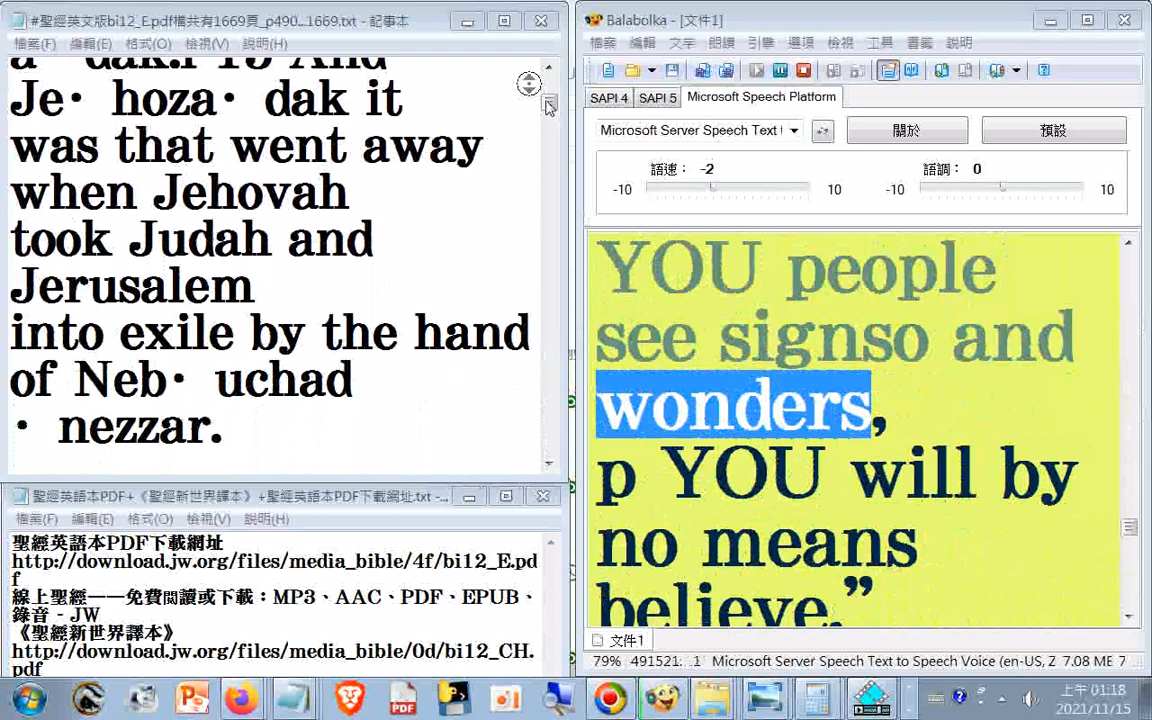 #聖經英文版bi12_E.pdf檔共有1669頁_p490...1669.txt - 記事本
檔案(F) 編輯(E) 格式(O) 檢視(V) 說明(H)
Je· hoza· dak it
was that went away
when Jehovah
took Judah and
Jerusalem
into exile by the hand
of Neb· uchad
· nezzar.
聖經英語本PDF+《聖經新世界譯本》+聖經英語本PDF下載網址.txt -...
檔案(F) 編輯(E) 格式(O) 檢視(V) 說明(H)
聖經英語本PDF下載網址
http://download.jw.org/files/media_bible/4f/bi12_E.pd
f
線上聖經——免費閱讀或下載：MP3、AAC、PDF、EPUB、
錄音 - JW
《聖經新世界譯本》
http://download.jw.org/files/media_bible/0d/bi12_CH.
pdf
Balabolka - [文件1]
檔案 編輯 文字 朗讀 引擎 選項 檢視 工具 書籤 說明
SAPI 4 SAPI 5 Microsoft Speech Platform
Microsoft Server Speech Text 關於 預設
語速： -2 語調： 0
-10 10 -10 10
YOU people
see signso and
wonders,
p YOU will by
no means
believe.”
文件1
79% 491521: .1 Microsoft Server Speech Text to Speech Voice (en-US, Z 7.08 ME 7
上午 01:18
2021/11/15